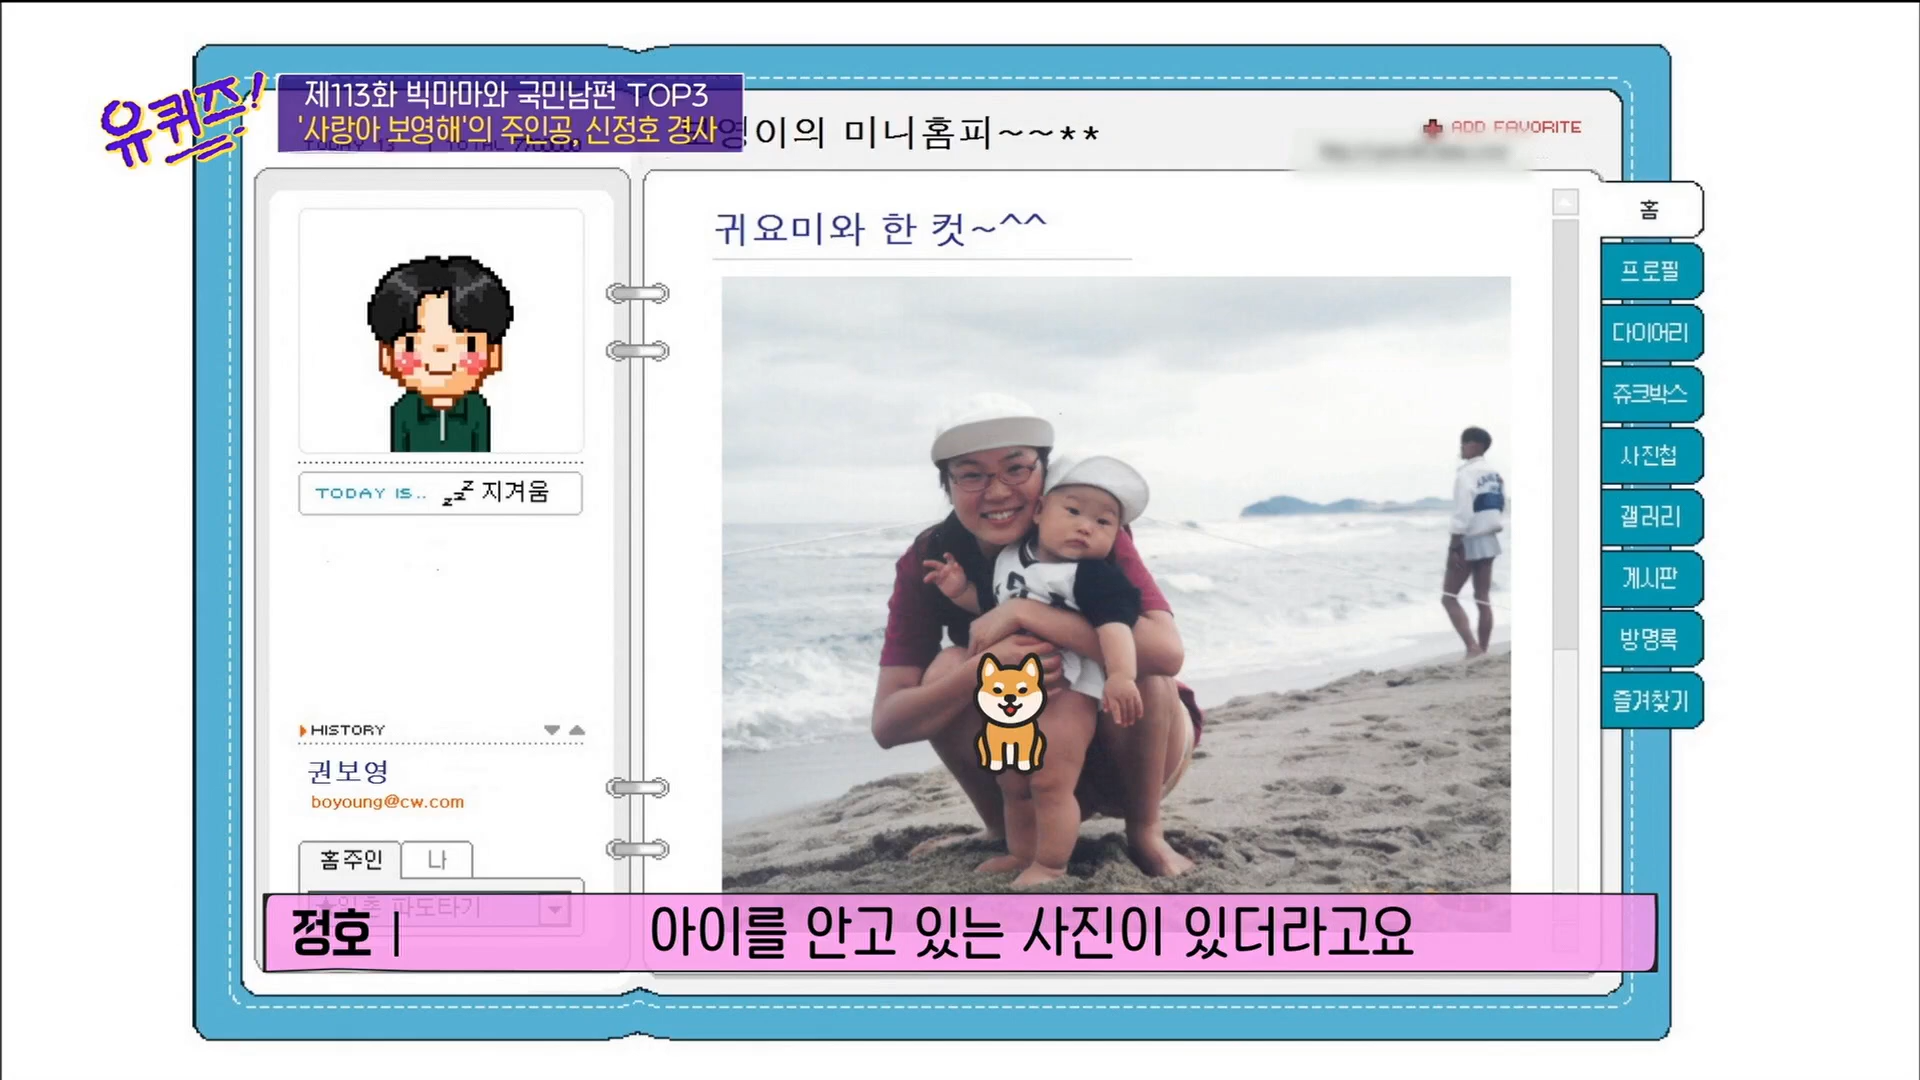 유퀴즈!
제113화 빅마마와 국민남편 TOP3
'사랑아 보영해'의 주인공, 신정호 경사
영이의 미니홈피~~**
ADD FAVORITE
귀요미와 한 컷~^^
TODAY IS.. zzZ 지겨움
HISTORY
권보영
boyoung@cw.com
홈주인
나
★일촌 파도타기
홈
프로필
다이어리
쥬크박스
사진첩
갤러리
게시판
방명록
즐겨찾기
정호 | 아이를 안고 있는 사진이 있더라고요